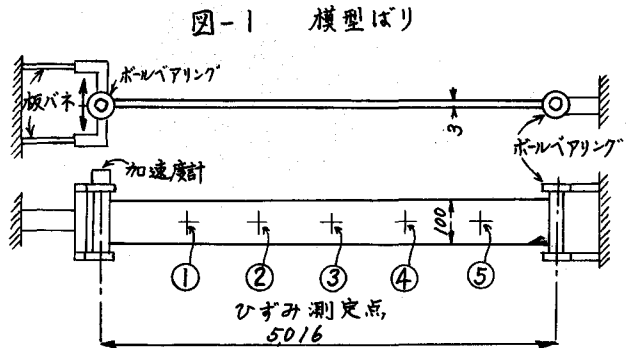 図-1 模型ばり
ボールベアリング
板バネ
3
ボールベアリング
加速度計
100
① ② ③ ④ ⑤
ひずみ測定点
5016